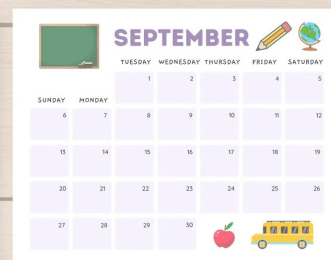 SEPTEMBER
TUESDAY WEDNESDAY THURSDAY FRIDAY SATURDAY
1 2 3 4 5
SUNDAY MONDAY
6 7 8 9 10 11 12
13 14 15 16 17 18 19
20 21 22 23 24 25 26
27 28 29 30